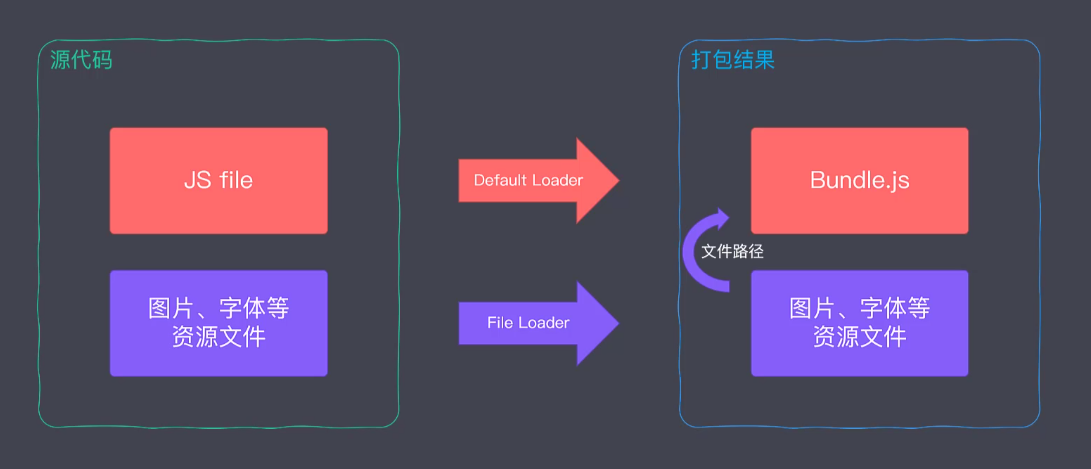 源代码
打包结果
JS file
Default Loader
Bundle.js
文件路径
图片、字体等
资源文件
File Loader
图片、字体等
资源文件